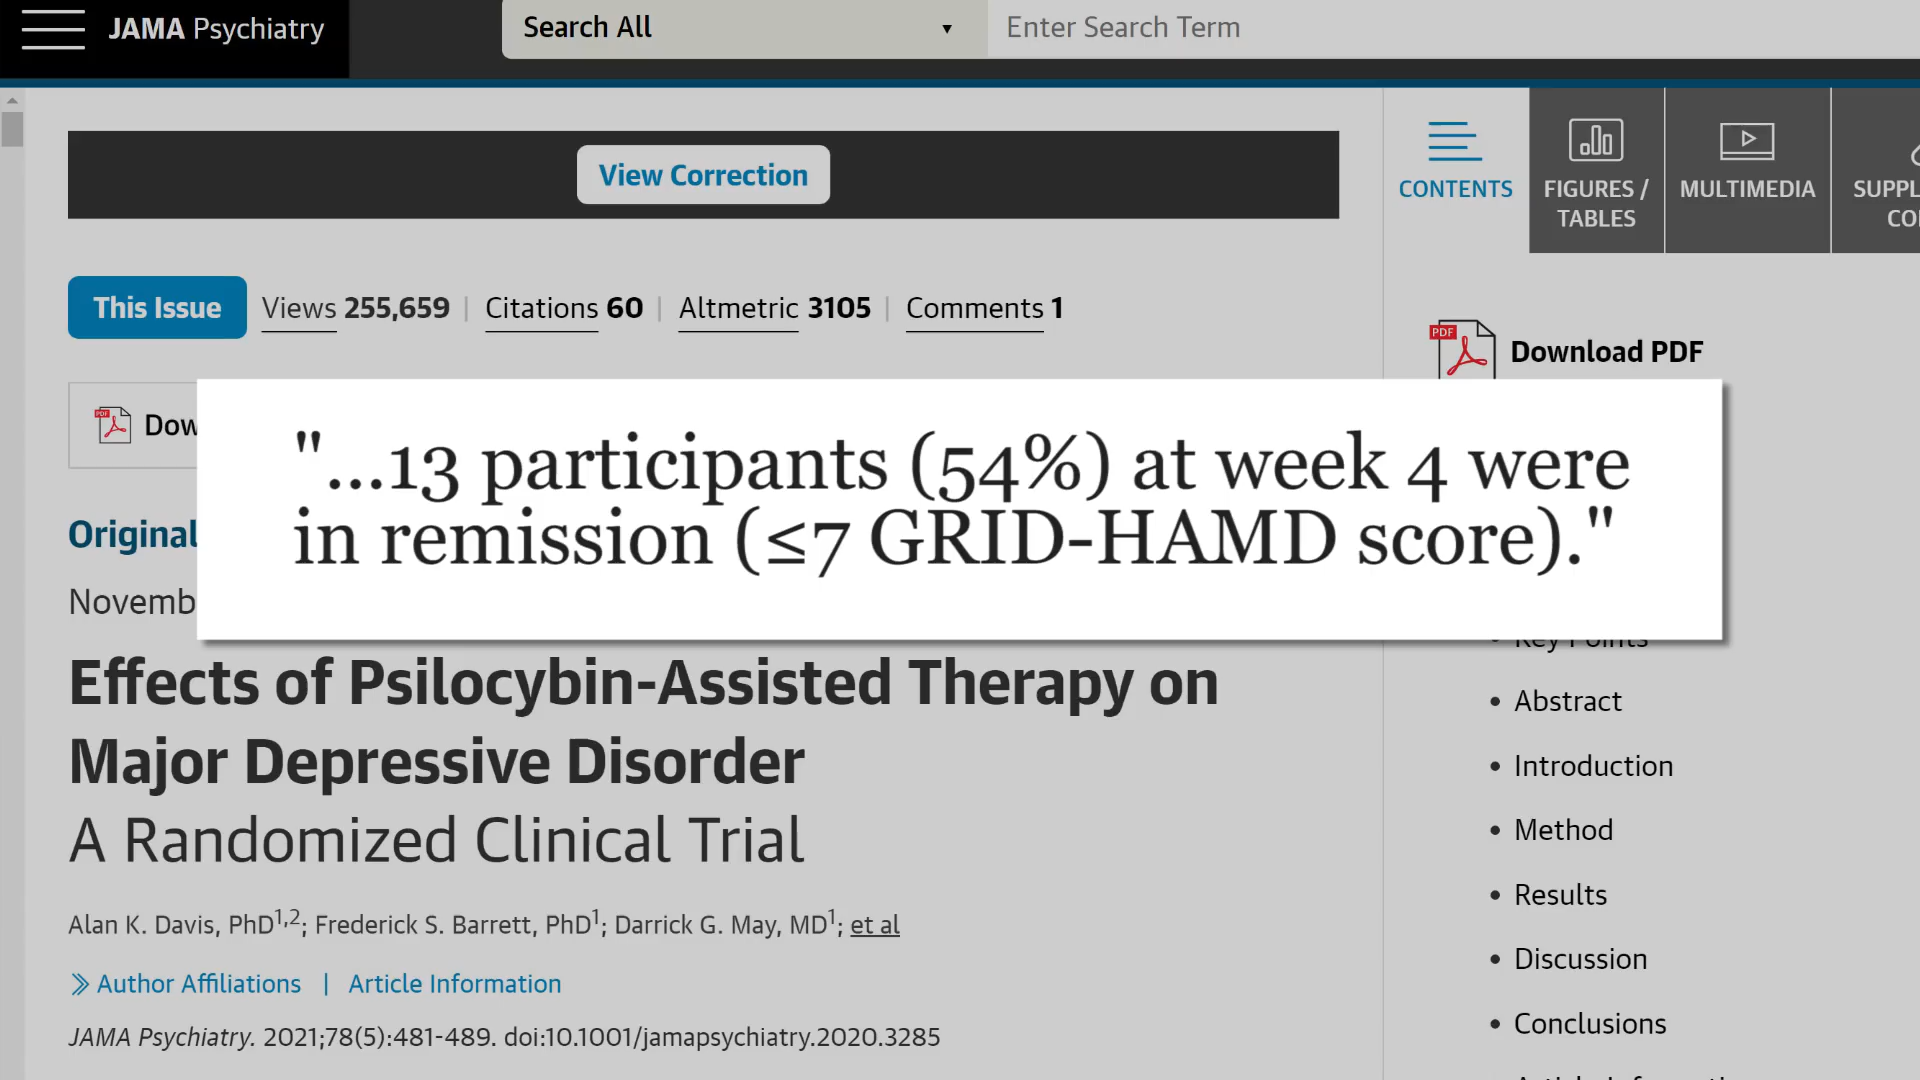 JAMA Psychiatry
Search All
Enter Search Term
View Correction
CONTENTS
FIGURES / TABLES
MULTIMEDIA
This Issue Views 255,659 | Citations 60 | Altmetric 3105 | Comments 1
PDF Download PDF
PDF
"...13 participants (54%) at week 4 were
in remission (≤7 GRID-HAMD score)."
Original
Key Points
Effects of Psilocybin-Assisted Therapy on
Major Depressive Disorder
A Randomized Clinical Trial
• Abstract
• Introduction
• Method
• Results
• Discussion
• Conclusions
Alan K. Davis, PhD1,2; Frederick S. Barrett, PhD1; Darrick G. May, MD1; et al
Author Affiliations | Article Information
JAMA Psychiatry. 2021;78(5):481-489. doi:10.1001/jamapsychiatry.2020.3285